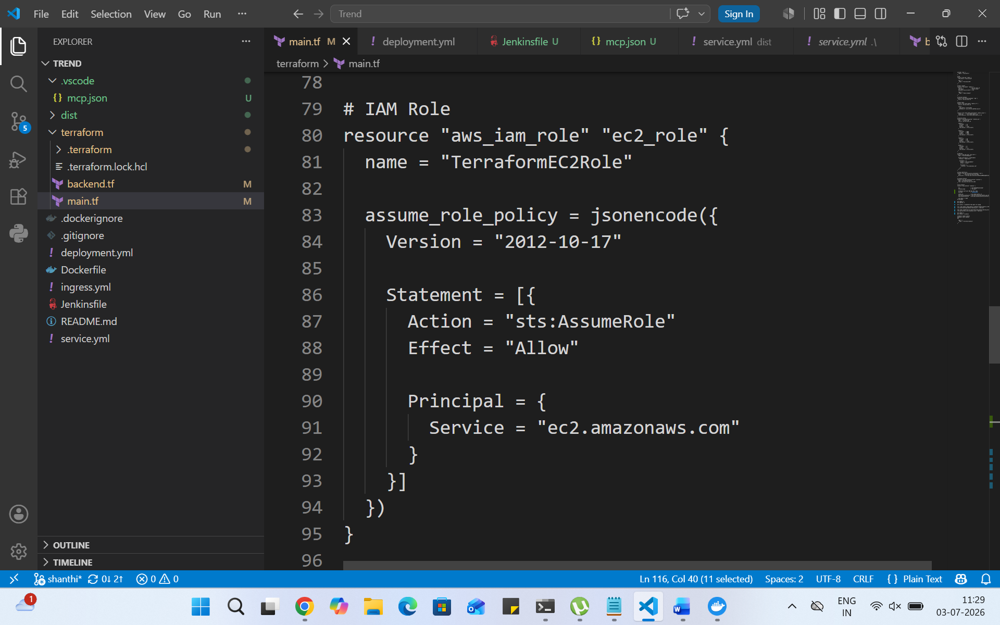 File Edit Selection View Go Run ...
Trend
Sign In
EXPLORER
main.tf M
deployment.yml
Jenkinsfile U
mcp.json U
service.yml dist
service.yml .\
b
terraform > main.tf
TREND
.vscode
mcp.json U
dist
terraform
.terraform
.terraform.lock.hcl
backend.tf M
main.tf M
.dockerignore
.gitignore
deployment.yml
Dockerfile
ingress.yml
Jenkinsfile
README.md
service.yml
5
OUTLINE
TIMELINE
78
79 # IAM Role
80 resource "aws_iam_role" "ec2_role" {
81 name = "TerraformEC2Role"
82
83 assume_role_policy = jsonencode({
84 Version = "2012-10-17"
85
86 Statement = [{
87 Action = "sts:AssumeRole"
88 Effect = "Allow"
89
90 Principal = {
91 Service = "ec2.amazonaws.com"
92 }
93 }]
94 })
95 }
96
shanthi* 0↓ 2↑ 0 0
Ln 116, Col 40 (11 selected) Spaces: 2 UTF-8 CRLF { } Plain Text
1
ENG
IN
11:29
03-07-2026